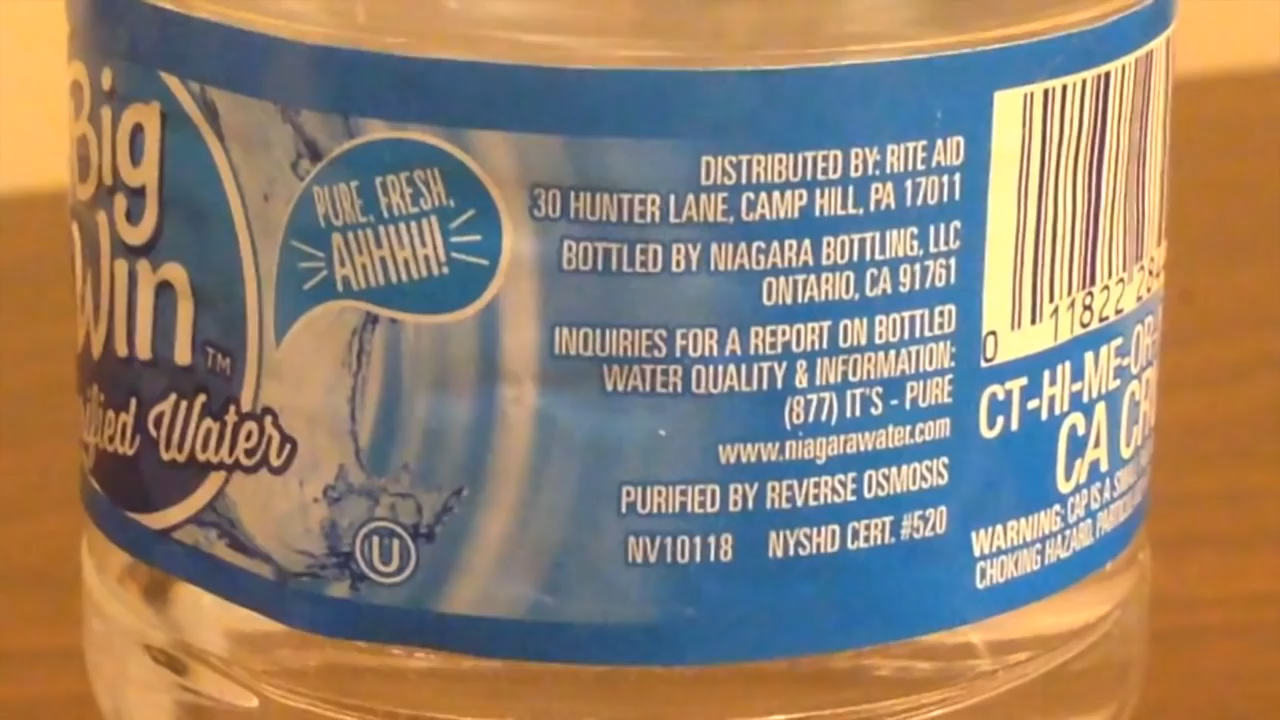 Big
Win
TM
Water
PURE, FRESH,
AHHHH!
U
DISTRIBUTED BY: RITE AID
30 HUNTER LANE, CAMP HILL, PA 17011
BOTTLED BY NIAGARA BOTTLING, LLC
ONTARIO, CA 91761
INQUIRIES FOR A REPORT ON BOTTLED
WATER QUALITY & INFORMATION:
(877) IT'S - PURE
www.niagarawater.com
PURIFIED BY REVERSE OSMOSIS
NV10118 NYSHD CERT. #520
0 11822
CT-HI-ME-OR-
CA
WARNING: CAP IS A
CHOKING HAZARD,